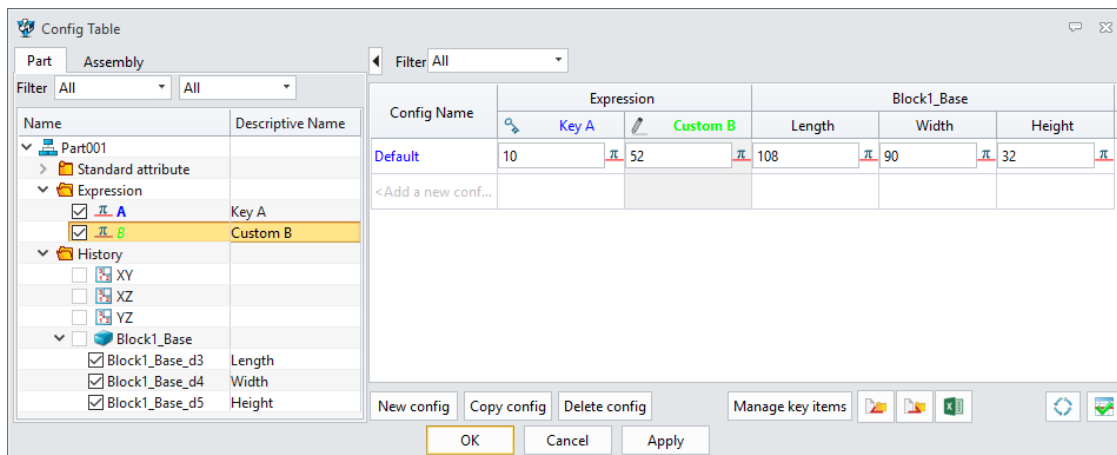 Config Table
Part Assembly
Filter All All
Name Descriptive Name
Part001
Standard attribute
Expression
π A Key A
π B Custom B
History
XY
XZ
YZ
Block1_Base
Block1_Base_d3 Length
Block1_Base_d4 Width
Block1_Base_d5 Height
Filter All
Config Name Expression Block1_Base
Key A Custom B Length Width Height
Default 10 π 52 π 108 π 90 π 32 π
<Add a new conf...
New config Copy config Delete config Manage key items
OK Cancel Apply